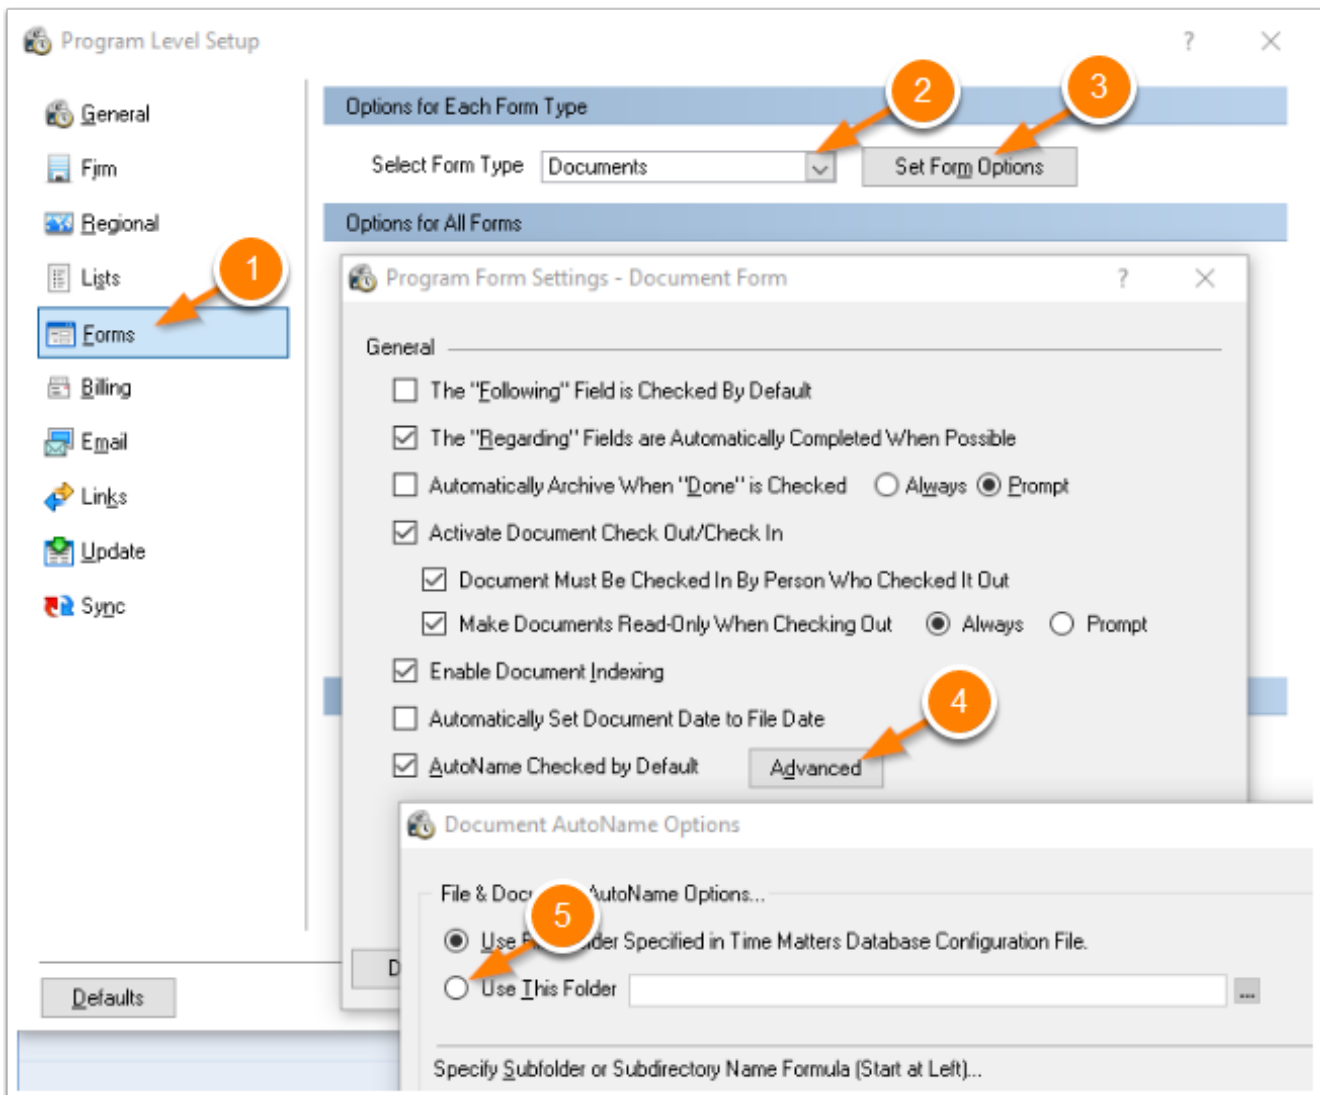 Program Level Setup ?
General
Firm
Regional
Lists
1
Forms
Billing
Email
Links
Update
Sync
Defaults
Options for Each Form Type
2
3
Select Form Type Documents Set Form Options
Options for All Forms
Program Form Settings - Document Form ?
General
The "Following" Field is Checked By Default
The "Regarding" Fields are Automatically Completed When Possible
Automatically Archive When "Done" is Checked Always Prompt
Activate Document Check Out/Check In
Document Must Be Checked In By Person Who Checked It Out
Make Documents Read-Only When Checking Out Always Prompt
Enable Document Indexing
4
Automatically Set Document Date to File Date
AutoName Checked by Default Advanced
D
Document AutoName Options
File & AutoName Options...
5
Use Specified in Time Matters Database Configuration File.
Use This Folder ...
Specify Subfolder or Subdirectory Name Formula (Start at Left)...